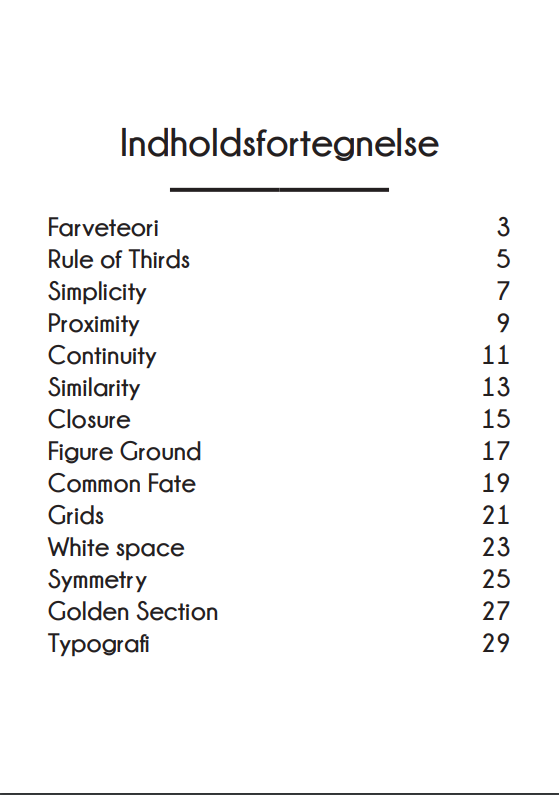 Indholdsfortegnelse
Farveteori 3
Rule of Thirds 5
Simplicity 7
Proximity 9
Continuity 11
Similarity 13
Closure 15
Figure Ground 17
Common Fate 19
Grids 21
White space 23
Symmetry 25
Golden Section 27
Typografi 29